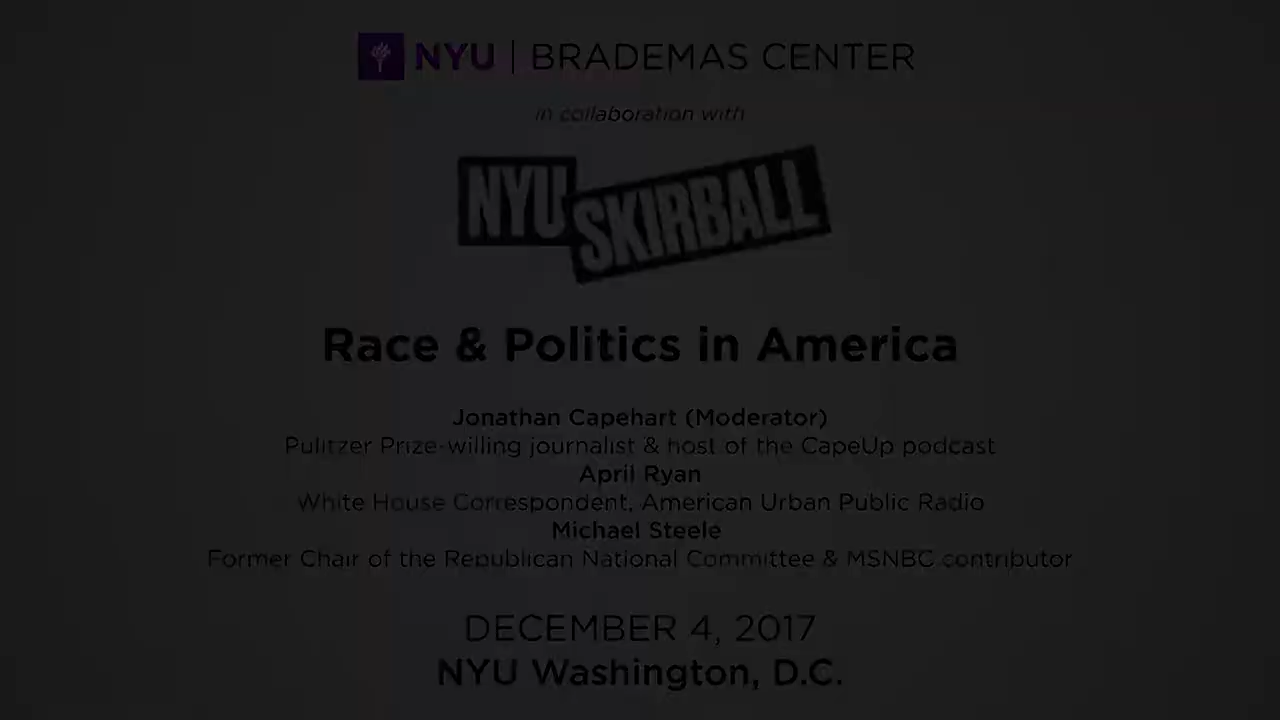 NYU | BRADEMAS CENTER
in collaboration with
NYU SKIRBALL
Race & Politics in America
Jonathan Capehart (Moderator)
Pulitzer Prize-willing journalist & host of the CapeUp podcast
April Ryan
White House Correspondent, American Urban Public Radio
Michael Steele
Former Chair of the Republican National Committee & MSNBC contributor
DECEMBER 4, 2017
NYU Washington, D.C.